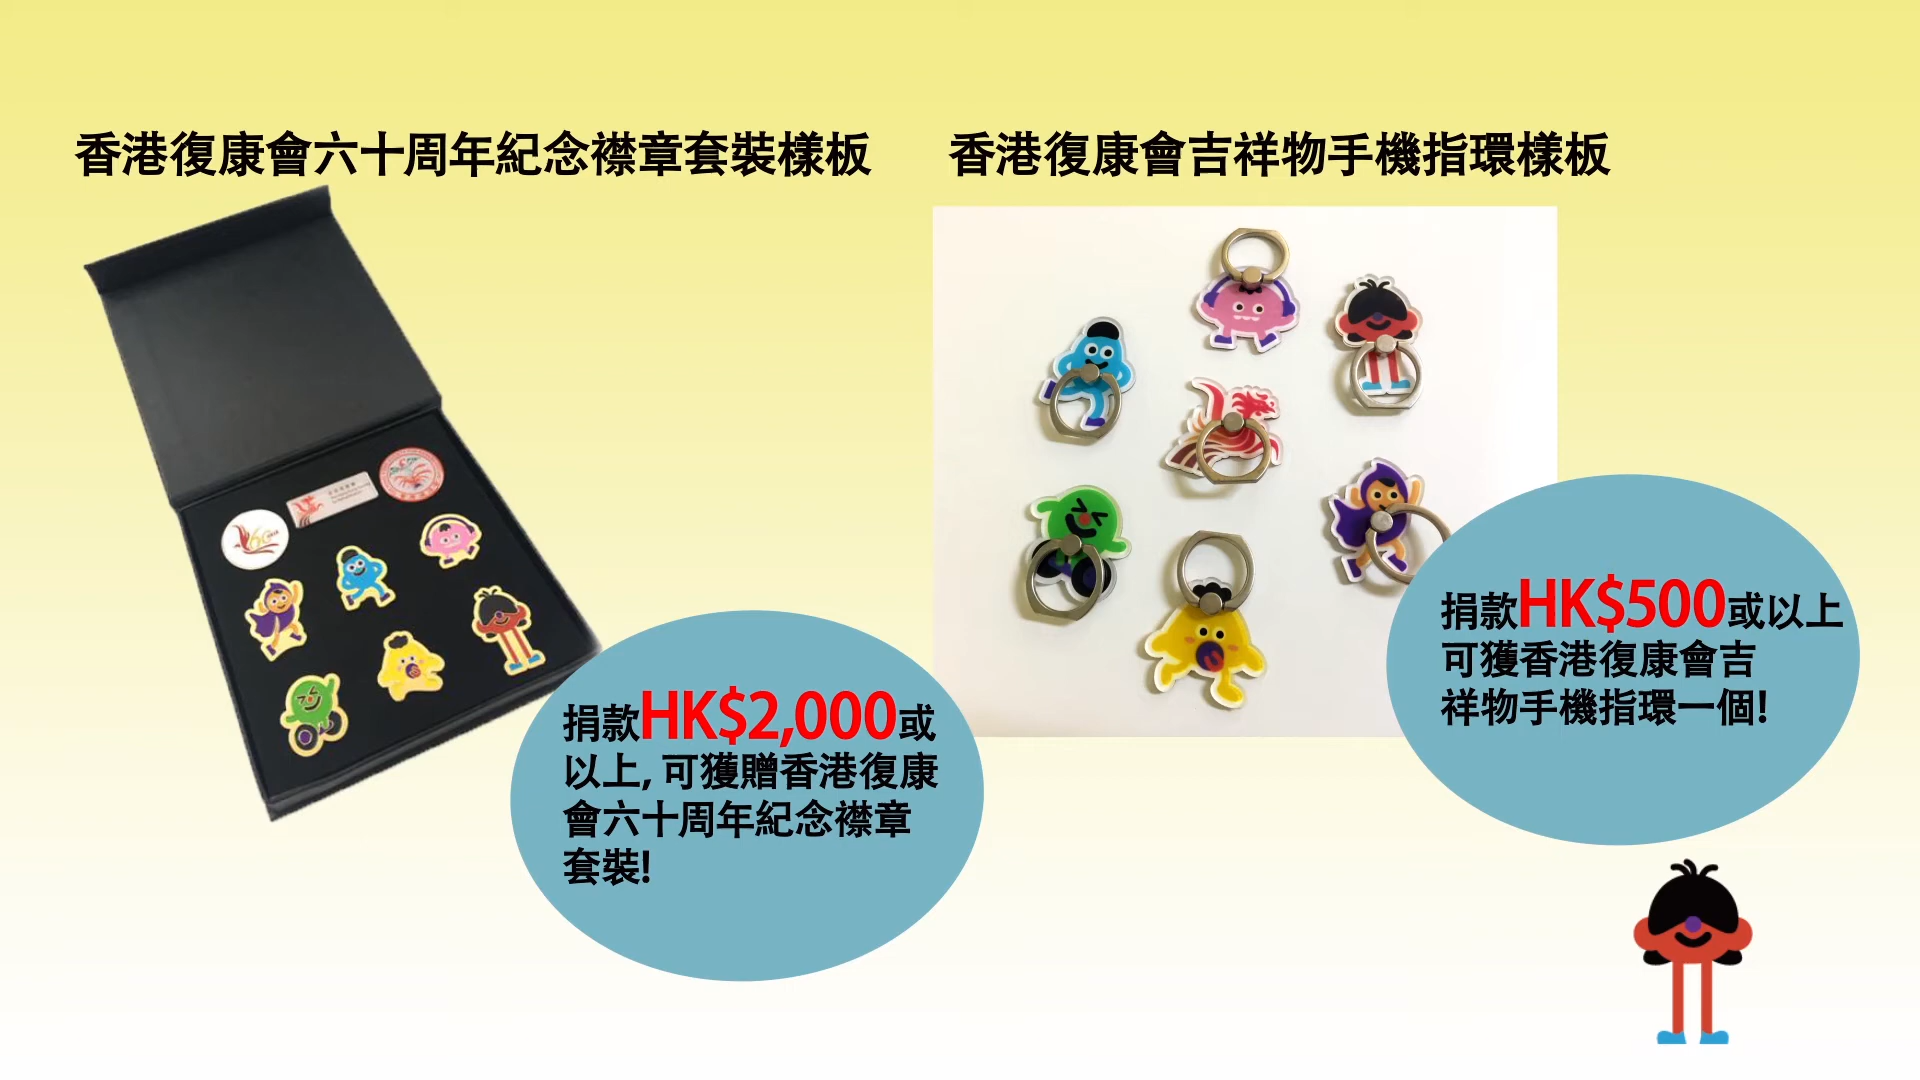 香港復康會六十周年紀念襟章套裝樣板
香港復康會吉祥物手機指環樣板
捐款HK$2,000或
以上, 可獲贈香港復康
會六十周年紀念襟章
套裝!
捐款HK$500或以上
可獲香港復康會吉
祥物手機指環一個!